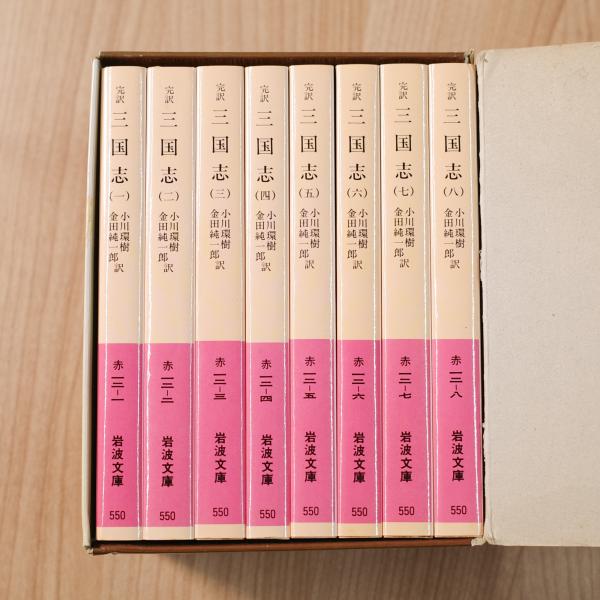 完訳
三国志
(一)
小川環樹
金田純一郎 訳
赤一二-一
岩波文庫
550
完訳
三国志
(二)
小川環樹
金田純一郎 訳
赤一二-二
岩波文庫
550
完訳
三国志
(三)
小川環樹
金田純一郎 訳
赤一二-三
岩波文庫
550
完訳
三国志
(四)
小川環樹
金田純一郎 訳
赤一二-四
岩波文庫
550
完訳
三国志
(五)
小川環樹
金田純一郎 訳
赤一二-五
岩波文庫
550
完訳
三国志
(六)
小川環樹
金田純一郎 訳
赤一二-六
岩波文庫
550
完訳
三国志
(七)
小川環樹
金田純一郎 訳
赤一二-七
岩波文庫
550
完訳
三国志
(八)
小川環樹
金田純一郎 訳
赤一二-八
岩波文庫
550